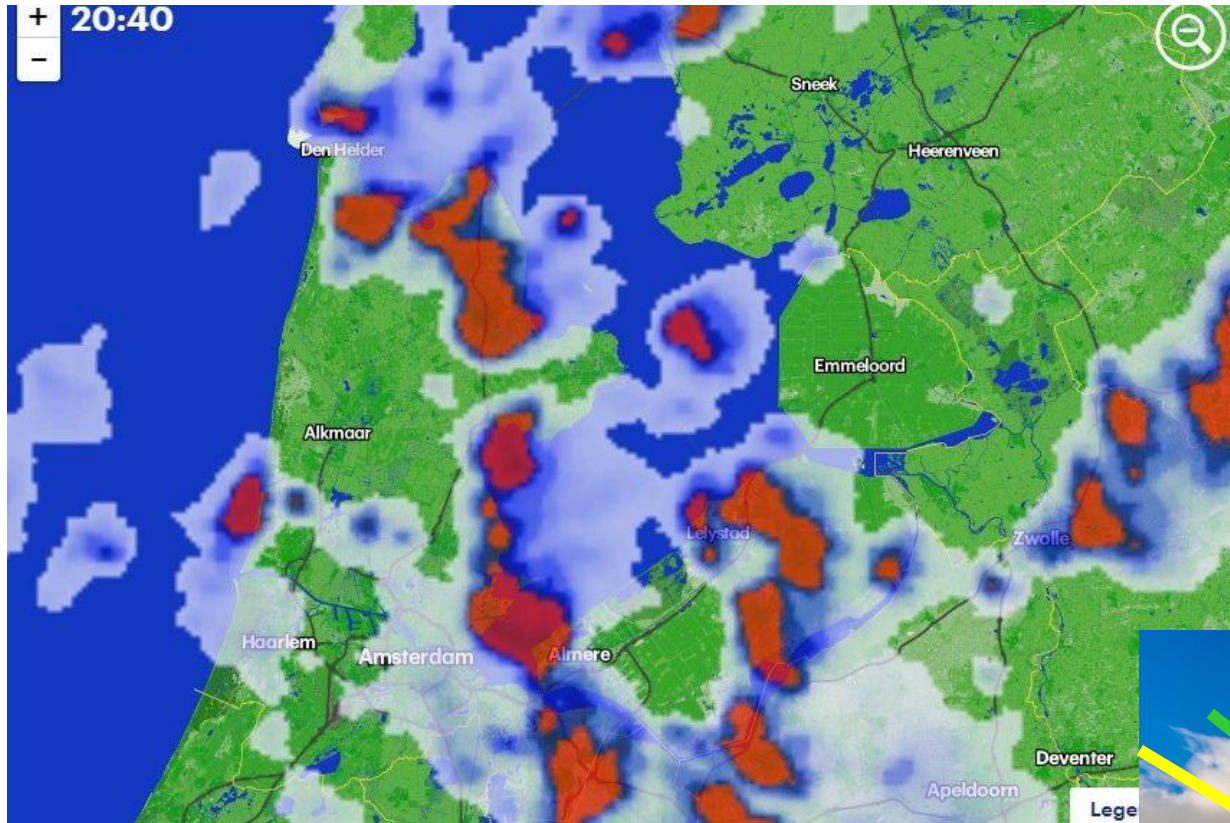 +
20:40
−
Sneek
Den Helder
Heerenveen
Emmeloord
Alkmaar
Lelystad
Zwolle
Haarlem
Amsterdam
Almere
Deventer
Apeldoorn
Lege